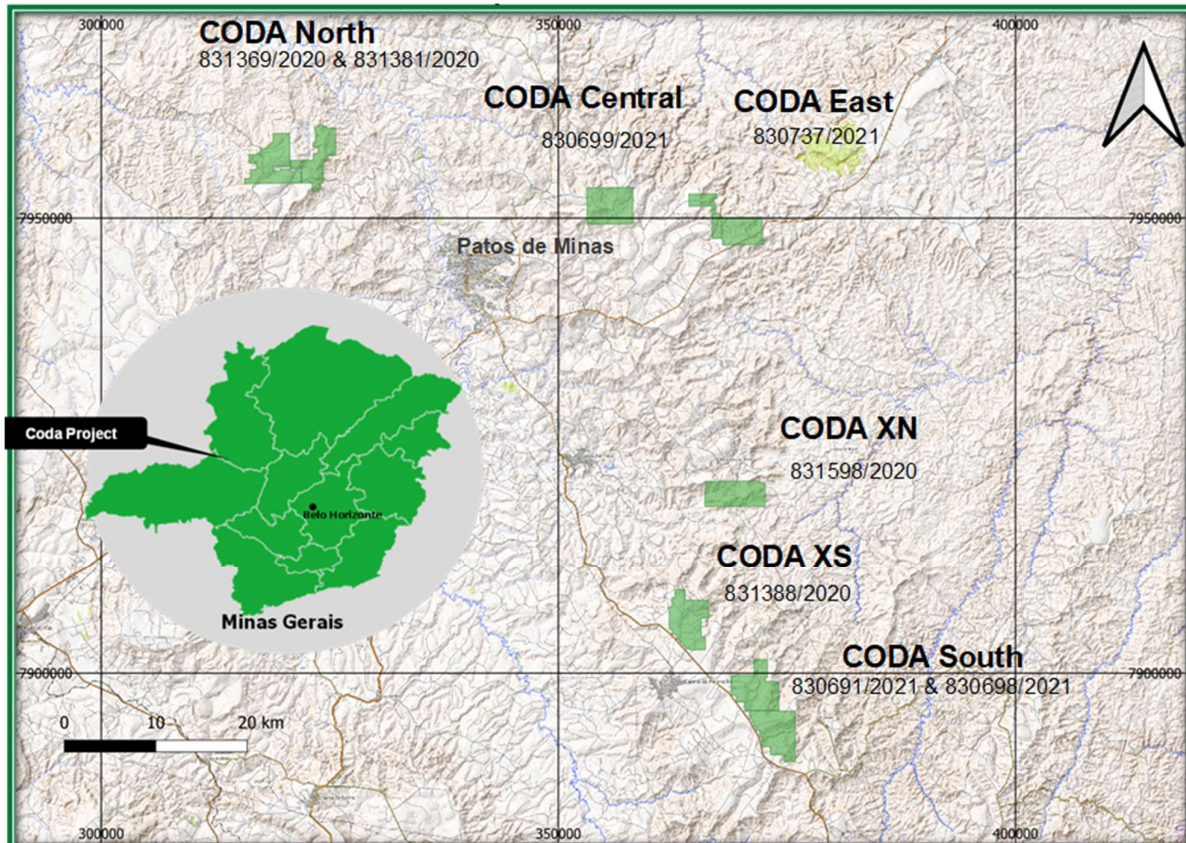 300000
350000
400000
CODA North
831369/2020 & 831381/2020
CODA Central
830699/2021
CODA East
830737/2021
7950000
7950000
Patos de Minas
Coda Project
Belo Horizonte
Minas Gerais
CODA XN
831598/2020
CODA XS
831388/2020
CODA South
830691/2021 & 830698/2021
7900000
7900000
0 10 20 km
300000
350000
400000